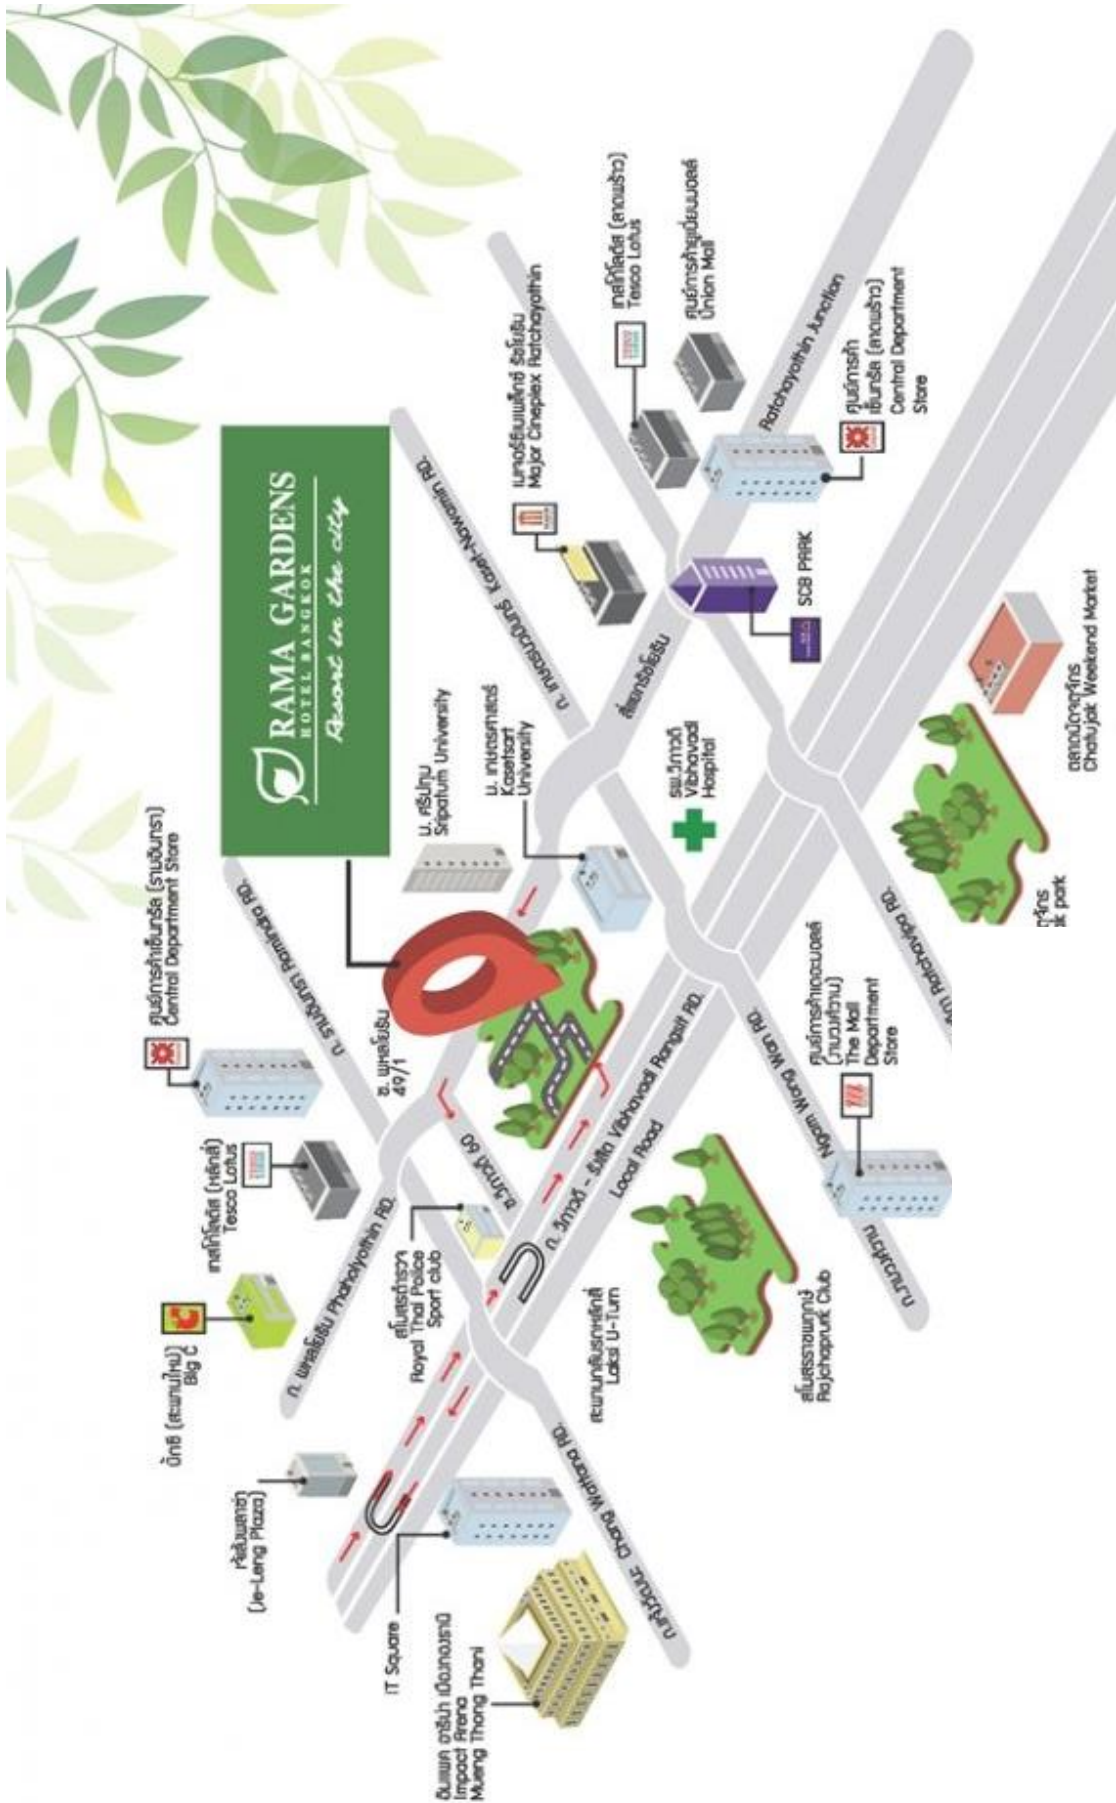 RAMA GARDENS
HOTEL BANGKOK
Resort in the city
อิมแพค อารีน่า เมืองทองธานี
Impact Arena
Mueng Thong Thani
IT Square
เจ้เล้งพลาซ่า
(Je-Leng Plaza)
บิ๊กซี (สะพานใหม่)
Big C
เทสโก้โลตัส (หลักสี่)
Tesco Lotus
ศูนย์การค้าเซ็นทรัล (รามอินทรา)
Central Department Store
ถ. รามอินทรา Ramindra RD.
ถ. พหลโยธิน Phaholyothin RD.
ถ.แจ้งวัฒนะ Chang Wattana RD.
สโมสรตำรวจ
Royal Thai Police
Sport club
ซ.วิภาวดี 60
ซ. พหลโยธิน
49/1
สะพานกลับรถหลักสี่
Laksi U-Turn
ถ. วิภาวดี - รังสิต Vibhavadi Rangsit RD.
Local Road
สโมสรราชพฤกษ์
Rajchaprurk Club
ม. ศรีปทุม
Sripatum University
ม. เกษตรศาสตร์
Kasetsart
University
ถ. เกษตรนวมินทร์ Kaset-Nawamin RD.
ถ.งามวงศ์วาน
Ngam Wong Wan RD.
ศูนย์การค้าเดอะมอลล์
(งามวงศ์วาน)
The Mall
Department
Store
รพ.วิภาวดี
Vibhavadi
Hospital
สี่แยกรัชโยธิน
Ratchayothin Junction
เมเจอร์ซีเนเพล็กซ์ รัชโยธิน
Major Cineplex Ratchayothin
SCB PARK
เทสโก้โลตัส (ลาดพร้าว)
Tesco Lotus
ศูนย์การค้ายูเนี่ยนมอลล์
Union Mall
ศูนย์การค้า
เซ็นทรัล (ลาดพร้าว)
Central Department
Store
Ratchavipa RD.
ตุจักร
ak park
ตลาดนัดจตุจักร
Chatujak Weekend Market